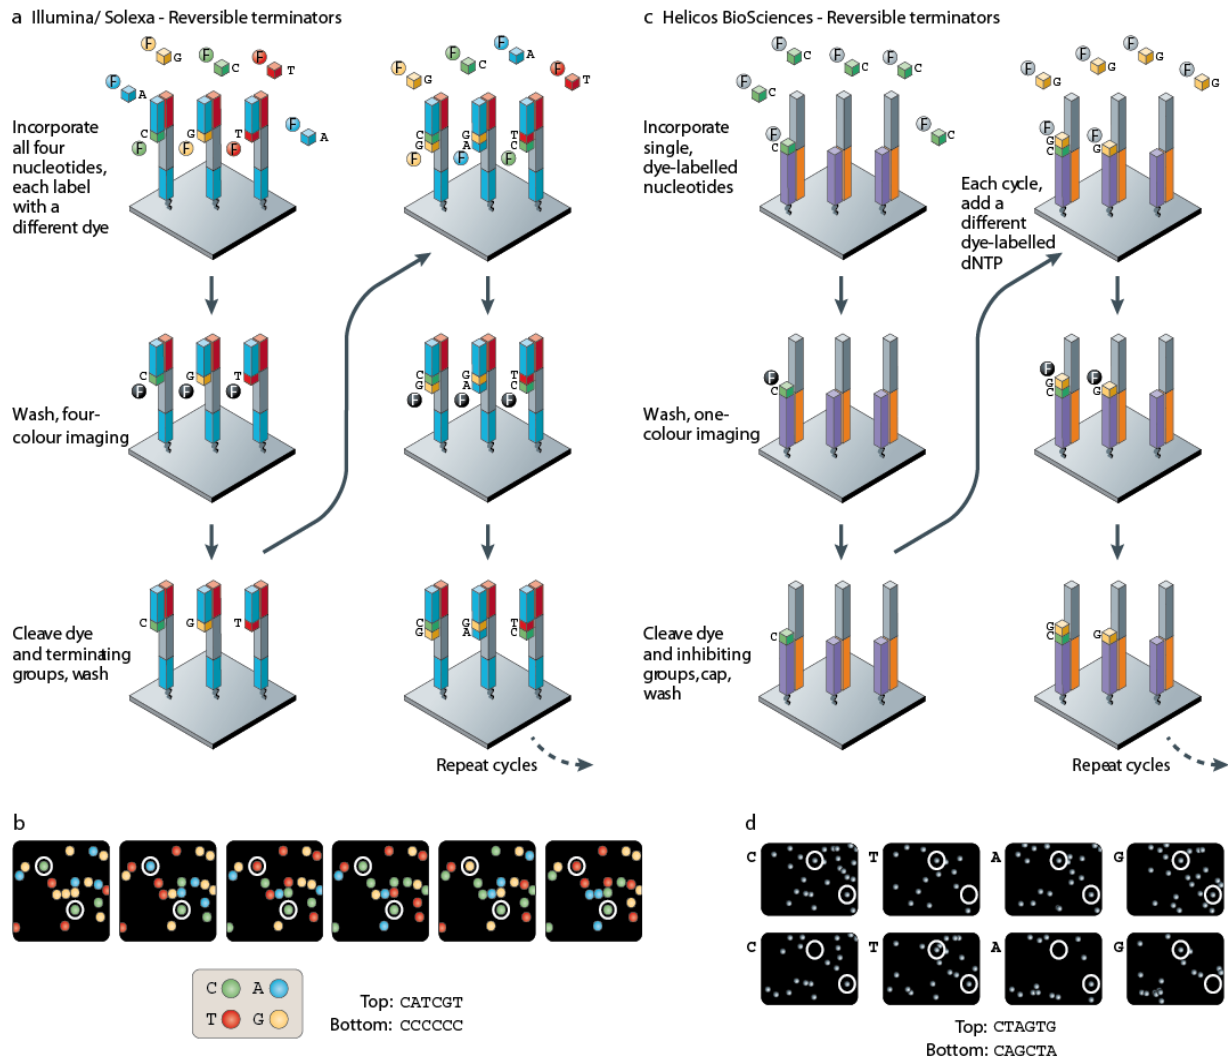 a Illumina/ Solexa - Reversible terminators
F G F C F T F A
F A
C G T
F F F
Incorporate
all four
nucleotides,
each label
with a
different dye
F G F C F A F T
C G T
G A C
F F F
Wash, four-
colour imaging
C G T
F F F
C G T
G A C
F F F
Cleave dye
and terminating
groups, wash
C G T
C G T
G A C
Repeat cycles
c Helicos BioSciences - Reversible terminators
F C F C F C F C
F C
F C
Incorporate
single,
dye-labelled
nucleotides
Each cycle,
add a
different
dye-labelled
dNTP
F G F G F G F G
F G F G
C
Wash, one-
colour imaging
F C
F G F G
C
Cleave dye
and inhibiting
groups, cap,
wash
C
G G
C
Repeat cycles
b
C A
T G
Top: CATCGT
Bottom: CCCCCC
d
C T A G
C T A G
Top: CTAGTG
Bottom: CAGCTA